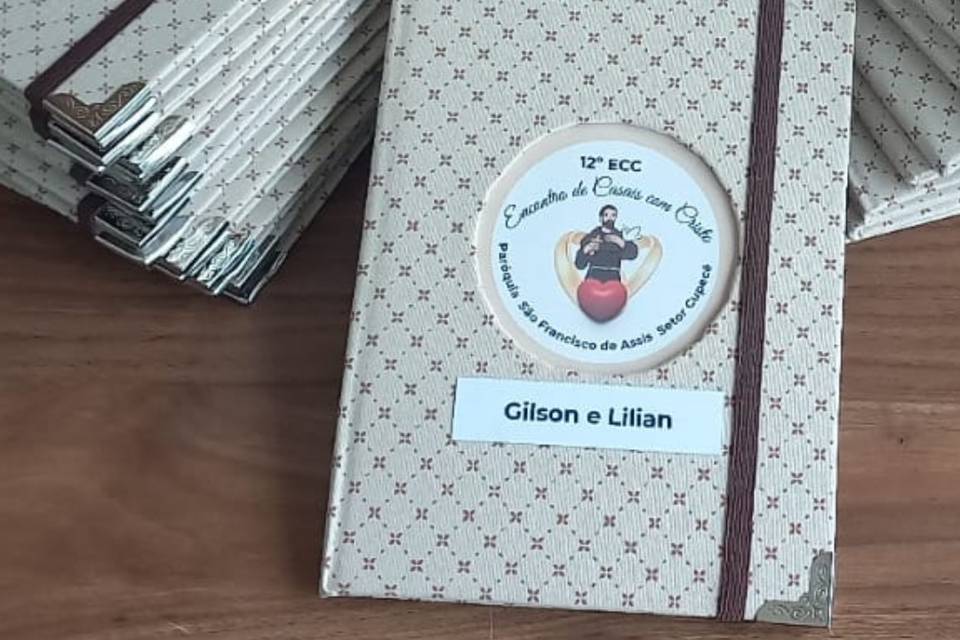 12º ECC
Encontro de Casais com Cristo
Paróquia São Francisco de Assis Setor Cupecê
Gilson e Lilian